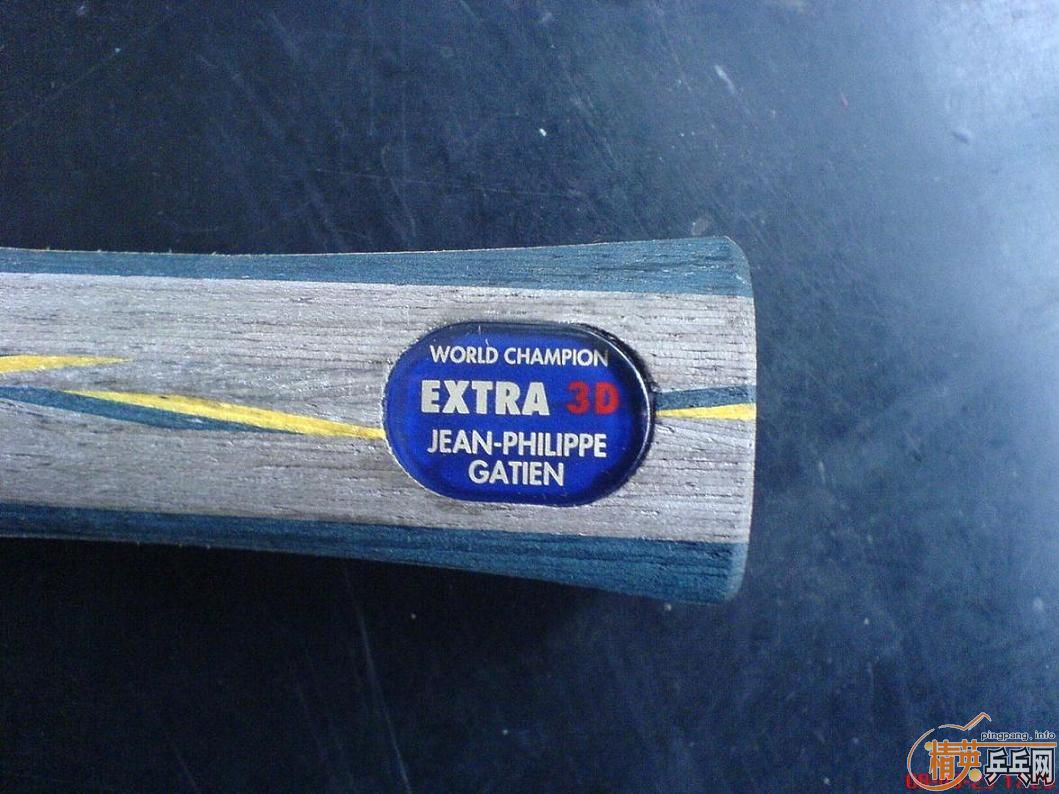 WORLD CHAMPION
EXTRA 3D
JEAN-PHILIPPE
GATIEN
pingpang.info
精英乒乓网